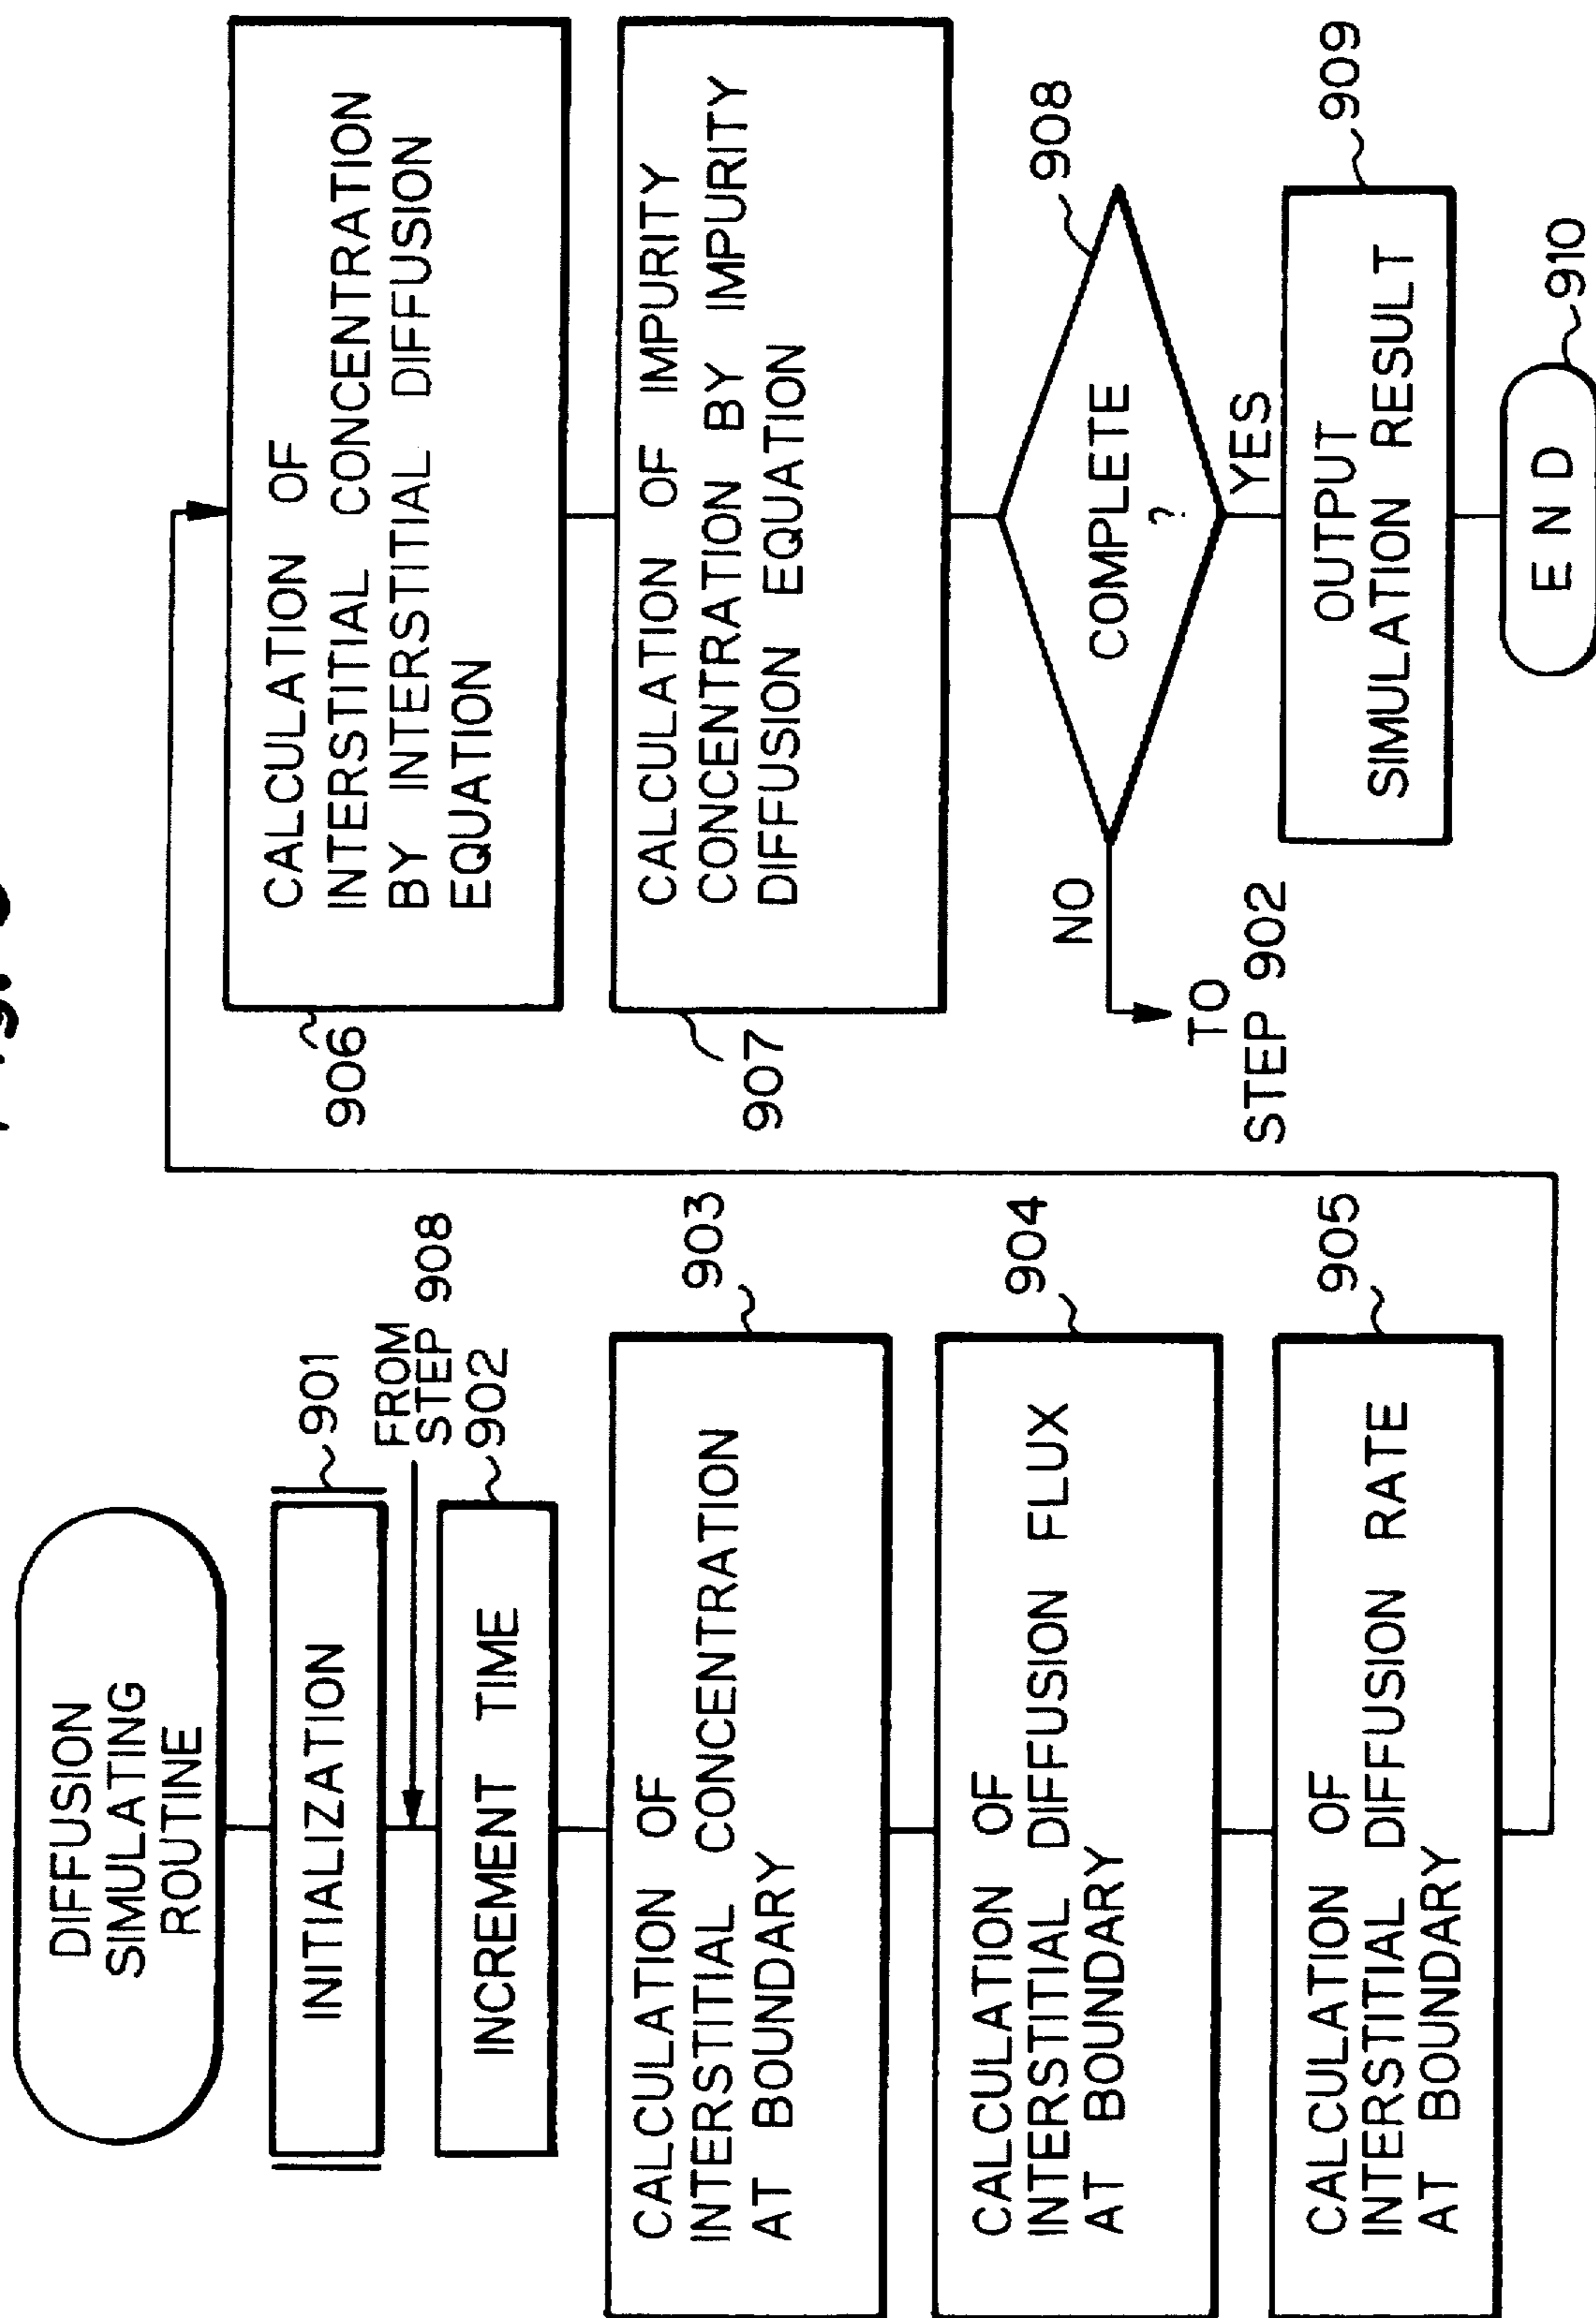 DIFFUSION
SIMULATING
ROUTINE
INITIALIZATION
901
FROM
STEP 908
INCREMENT TIME
902
CALCULATION OF
INTERSTITIAL CONCENTRATION
AT BOUNDARY
903
CALCULATION OF
INTERSTITIAL DIFFUSION FLUX
AT BOUNDARY
904
CALCULATION OF
INTERSTITIAL DIFFUSION RATE
AT BOUNDARY
905
CALCULATION OF
INTERSTITIAL CONCENTRATION
BY INTERSTITIAL DIFFUSION
EQUATION
906
CALCULATION OF IMPURITY
CONCENTRATION BY IMPURITY
DIFFUSION EQUATION
907
COMPLETE
?
908
NO
TO
STEP 902
YES
OUTPUT
SIMULATION RESULT
909
END
910